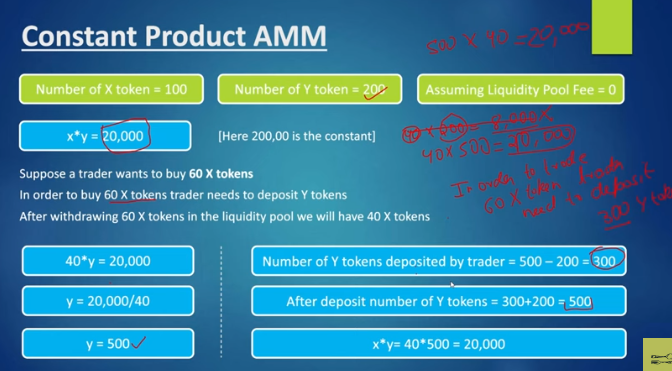 Constant Product AMM
500 X 40 = 20,000
Number of X token = 100
Number of Y token = 200
Assuming Liquidity Pool Fee = 0
x*y = 20,000
[Here 200,00 is the constant]
40 X 500 = 20,000
Suppose a trader wants to buy 60 X tokens
In order to buy 60 X tokens trader needs to deposit Y tokens
After withdrawing 60 X tokens in the liquidity pool we will have 40 X tokens
In order to trade
60 X token trader
need to deposit
300 Y
40*y = 20,000
Number of Y tokens deposited by trader = 500 – 200 = 300
y = 20,000/40
After deposit number of Y tokens = 300+200 = 500
y = 500
x*y= 40*500 = 20,000